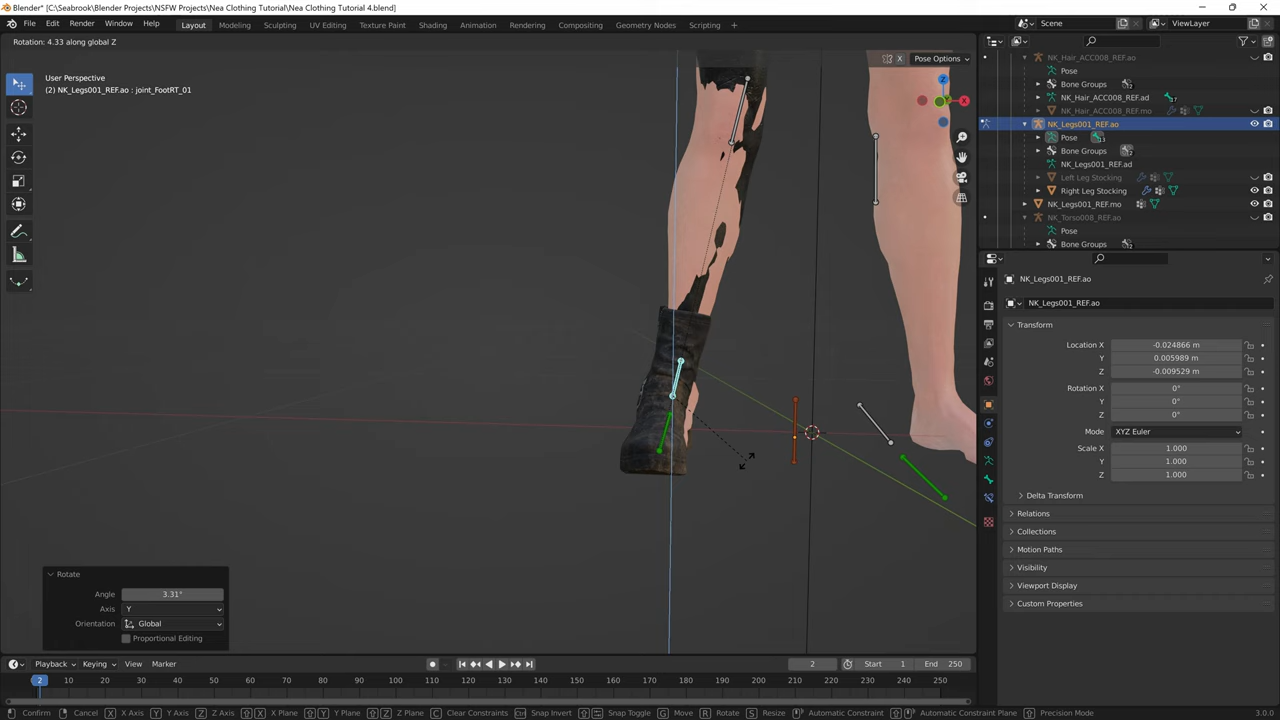 Blender* [C:\Seabrook\Blender Projects\NSFW Projects\Nea Clothing Tutorial\Nea Clothing Tutorial 4.blend]
File Edit Render Window Help Layout Modeling Sculpting UV Editing Texture Paint Shading Animation Rendering Compositing Geometry Nodes Scripting Scene ViewLayer
Rotation: 4.33 along global Z
X Pose Options
User Perspective
(2) NK_Legs001_REF.ao : joint_FootRT_01
Z
X
NK_Hair_ACC008_REF.ao
Pose
Bone Groups
NK_Hair_ACC008_REF.ad
NK_Hair_ACC008_REF.mo
NK_Legs001_REF.ao
Pose
Bone Groups
NK_Legs001_REF.ad
Left Leg Stocking
Right Leg Stocking
NK_Legs001_REF.mo
NK_Torso008_REF.ao
Pose
Bone Groups
NK_Legs001_REF.ao
NK_Legs001_REF.ao
Transform
Location X -0.024866 m
Y 0.005989 m
Z -0.009529 m
Rotation X 0°
Y 0°
Z 0°
Mode XYZ Euler
Scale X 1.000
Y 1.000
Z 1.000
Delta Transform
Relations
Collections
Motion Paths
Visibility
Viewport Display
Custom Properties
Rotate
Angle 3.31°
Axis Y
Orientation Global
Proportional Editing
Playback Keying View Marker 2 Start 1 End 250
2 10 20 30 40 50 60 70 80 90 100 110 120 130 140 150 160 170 180 190 200 210 220 230 240 250
Confirm Cancel X X Axis Y Y Axis Z Z Axis X X Plane Y Y Plane Z Z Plane C Clear Constraints Snap Invert Snap Toggle G Move R Rotate S Resize Automatic Constraint Automatic Constraint Plane Precision Mode 3.0.0